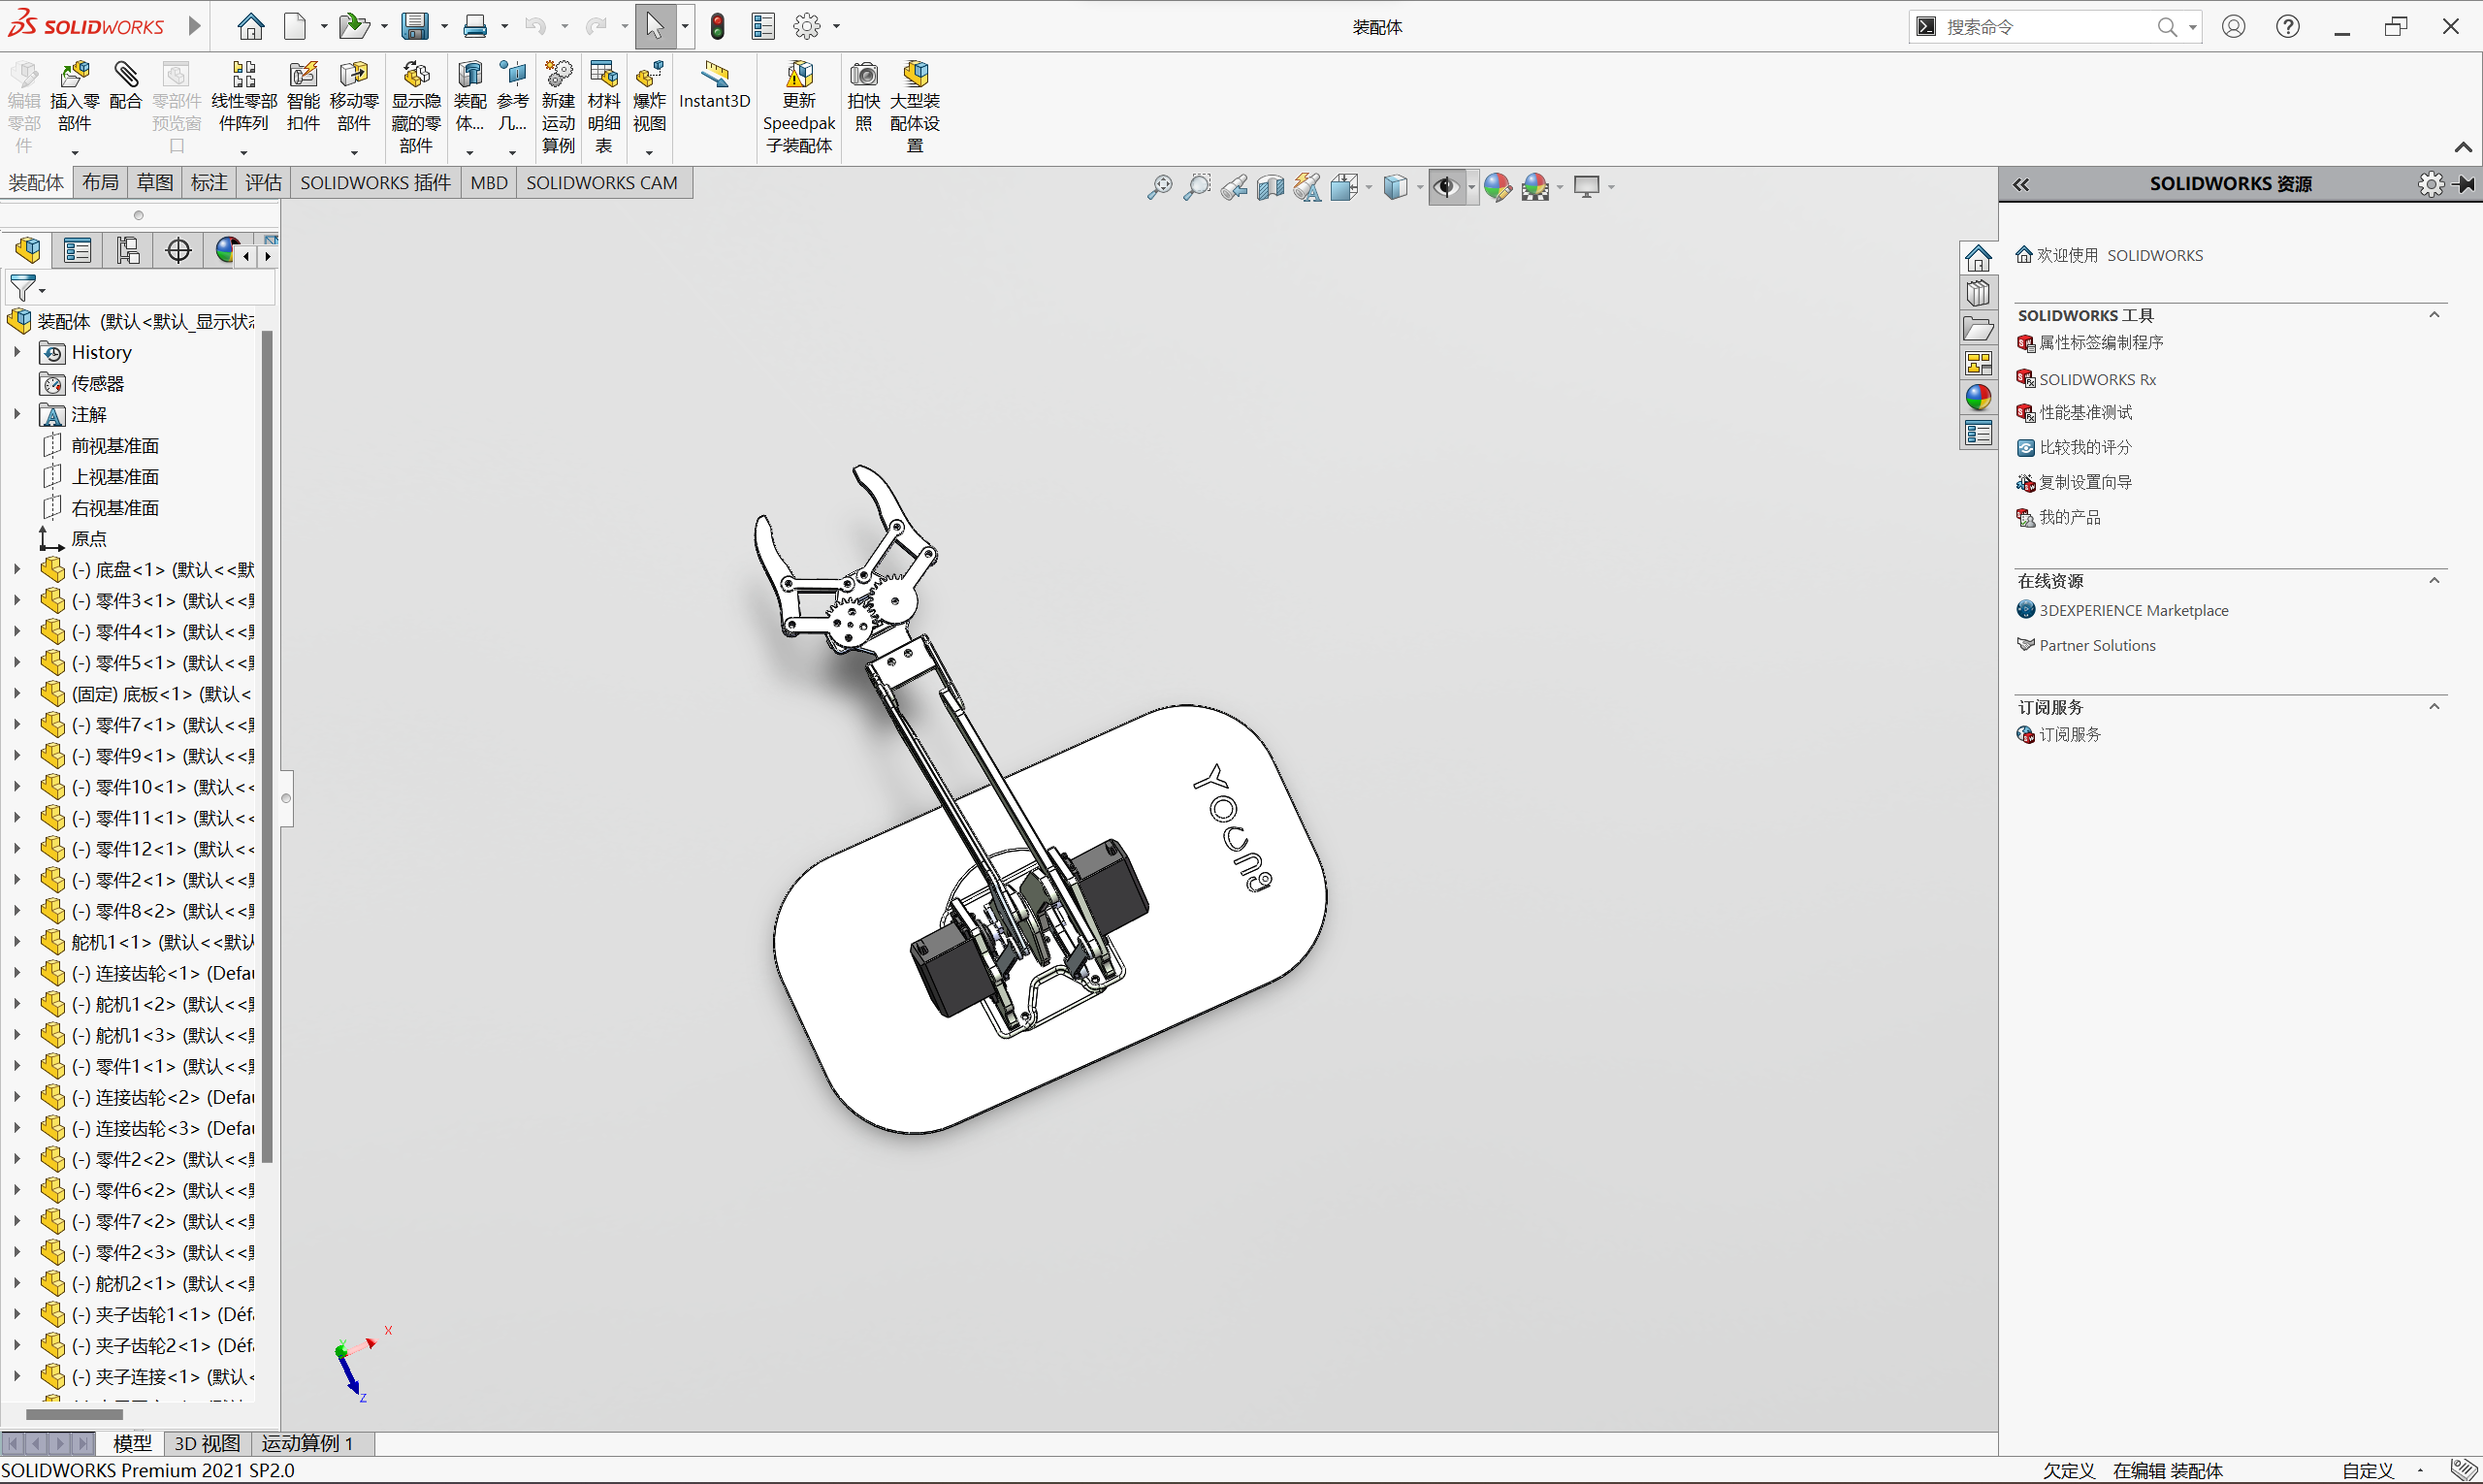 SOLIDWORKS
装配体
搜索命令
编辑零部件
插入零部件
配合
零部件预览窗口
线性零部件阵列
智能扣件
移动零部件
显示隐藏的零部件
装配体...
参考几...
新建运动算例
材料明细表
爆炸视图
Instant3D
更新 Speedpak 子装配体
拍快照
大型装配体设置
装配体 布局 草图 标注 评估 SOLIDWORKS 插件 MBD SOLIDWORKS CAM
装配体 (默认<默认_显示状态
History
传感器
注解
前视基准面
上视基准面
右视基准面
原点
(-) 底盘<1> (默认<<默
(-) 零件3<1> (默认<<
(-) 零件4<1> (默认<<
(-) 零件5<1> (默认<<
(固定) 底板<1> (默认<
(-) 零件7<1> (默认<<
(-) 零件9<1> (默认<<
(-) 零件10<1> (默认<<
(-) 零件11<1> (默认<<
(-) 零件12<1> (默认<<
(-) 零件2<1> (默认<<
(-) 零件8<2> (默认<<
舵机1<1> (默认<<默认
(-) 连接齿轮<1> (Defau
(-) 舵机1<2> (默认<<
(-) 舵机1<3> (默认<<
(-) 零件1<1> (默认<<
(-) 连接齿轮<2> (Defau
(-) 连接齿轮<3> (Defau
(-) 零件2<2> (默认<<
(-) 零件6<2> (默认<<
(-) 零件7<2> (默认<<
(-) 零件2<3> (默认<<
(-) 舵机2<1> (默认<<
(-) 夹子齿轮1<1> (Déf
(-) 夹子齿轮2<1> (Déf
(-) 夹子连接<1> (默认<
Young
X
Y
Z
SOLIDWORKS 资源
欢迎使用 SOLIDWORKS
SOLIDWORKS 工具
属性标签编制程序
SOLIDWORKS Rx
性能基准测试
比较我的评分
复制设置向导
我的产品
在线资源
3DEXPERIENCE Marketplace
Partner Solutions
订阅服务
订阅服务
模型 3D 视图 运动算例 1
SOLIDWORKS Premium 2021 SP2.0
欠定义 在编辑 装配体 自定义